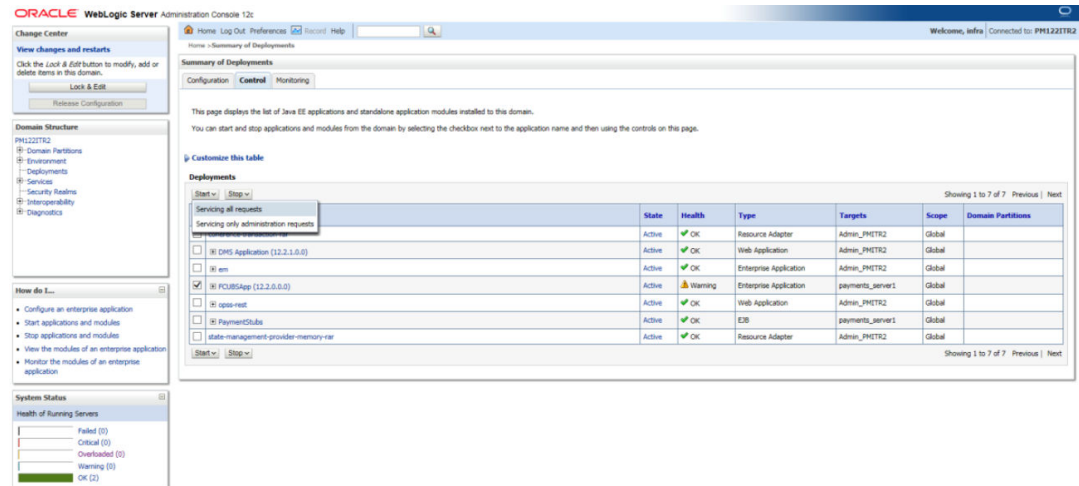 ORACLE WebLogic Server Administration Console 12c
Change Center
View changes and restarts
Click the Lock & Edit button to modify, add or
delete items in this domain.
Lock & Edit
Release Configuration
Domain Structure
PM122ITR2
Domain Partitions
Environment
Deployments
Services
Security Realms
Interoperability
Diagnostics
How do I...
Configure an enterprise application
Start applications and modules
Stop applications and modules
View the modules of an enterprise application
Monitor the modules of an enterprise
application
System Status
Health of Running Servers
Failed (0)
Critical (0)
Overloaded (0)
Warning (0)
OK (2)
Home Log Out Preferences Record Help
Welcome, infra Connected to: PM122ITR2
Home >Summary of Deployments
Summary of Deployments
Configuration Control Monitoring
This page displays the list of Java EE applications and standalone application modules installed to this domain.
You can start and stop applications and modules from the domain by selecting the checkbox next to the application name and then using the controls on this page.
Customize this table
Deployments
Start Stop Showing 1 to 7 of 7 Previous | Next
Servicing all requests
Servicing only administration requests
State Health Type Targets Scope Domain Partitions
coherence-transaction-rar Active OK Resource Adapter Admin_PMITR2 Global
DMS Application (12.2.1.0.0) Active OK Web Application Admin_PMITR2 Global
em Active OK Enterprise Application Admin_PMITR2 Global
FCUBSApp (12.2.0.0.0) Active Warning Enterprise Application payments_server1 Global
opss-rest Active OK Web Application Admin_PMITR2 Global
PaymentStubs Active OK EJB payments_server1 Global
state-management-provider-memory-rar Active OK Resource Adapter Admin_PMITR2 Global
Start Stop Showing 1 to 7 of 7 Previous | Next